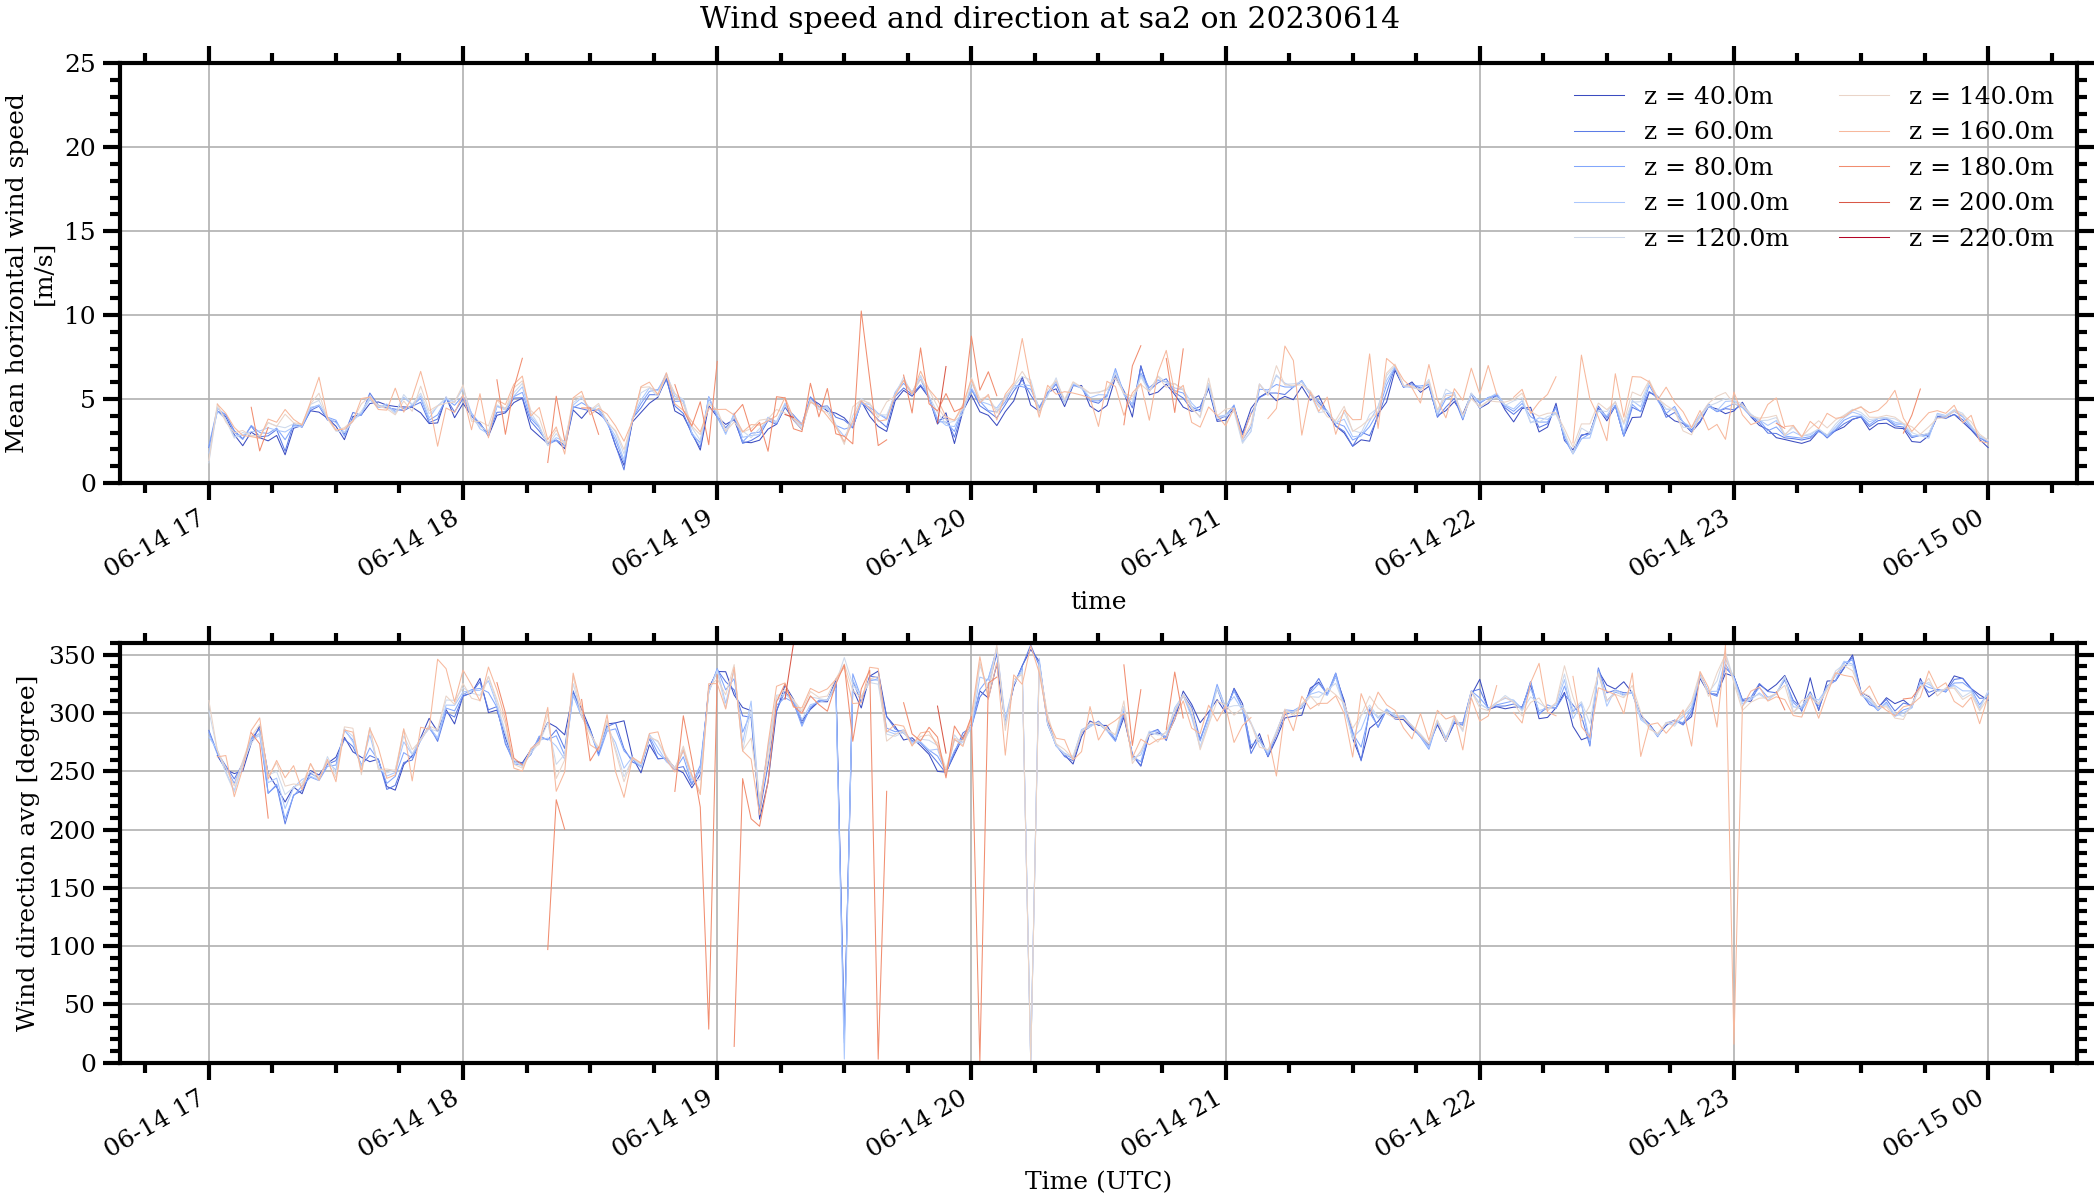 Wind speed and direction at sa2 on 20230614
Mean horizontal wind speed
[m/s]
25
20
15
10
5
0
z = 40.0m
z = 60.0m
z = 80.0m
z = 100.0m
z = 120.0m
z = 140.0m
z = 160.0m
z = 180.0m
z = 200.0m
z = 220.0m
06-14 17
06-14 18
06-14 19
06-14 20
06-14 21
06-14 22
06-14 23
06-15 00
time
Wind direction avg [degree]
350
300
250
200
150
100
50
0
06-14 17
06-14 18
06-14 19
06-14 20
06-14 21
06-14 22
06-14 23
06-15 00
Time (UTC)